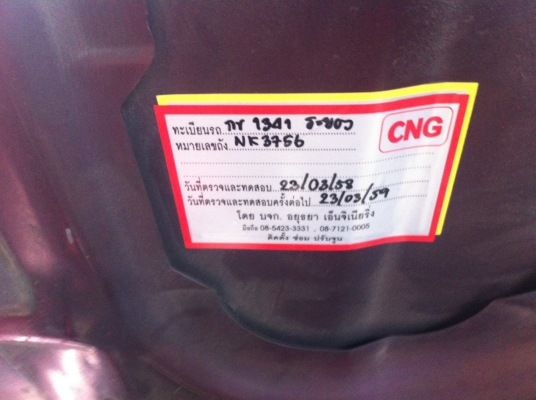 CNG
ทะเบียนรถ กท 1341 ระยอง
หมายเลขถัง NK3756
วันที่ตรวจและทดสอบ 23/03/58
วันที่ตรวจและทดสอบครั้งต่อไป 23/03/59
โดย บจก. อยุธยา เอ็นจิเนียริ่ง
มือถือ 08-5423-3331 , 08-7121-0005
ติดตั้ง ซ่อม ปรับจูน